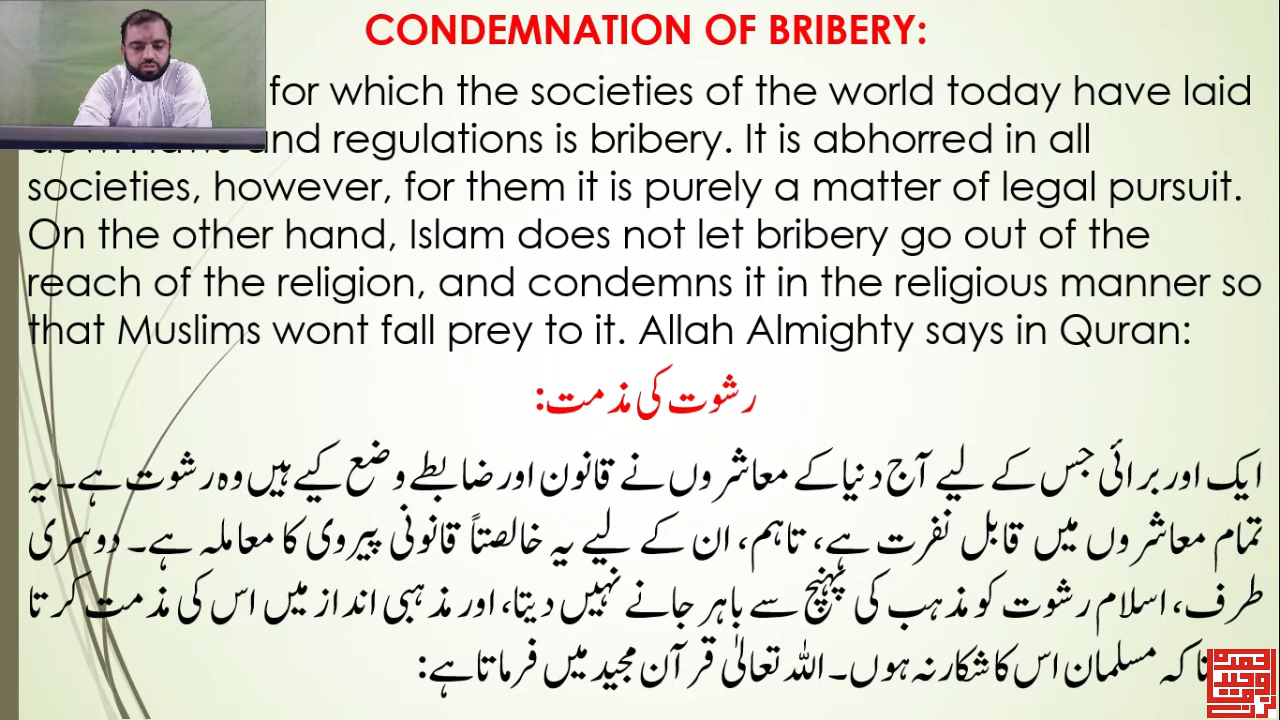 CONDEMNATION OF BRIBERY:
for which the societies of the world today have laid
and regulations is bribery. It is abhorred in all
societies, however, for them it is purely a matter of legal pursuit.
On the other hand, Islam does not let bribery go out of the
reach of the religion, and condemns it in the religious manner so
that Muslims wont fall prey to it. Allah Almighty says in Quran:
رشوت کی مذمت:
ایک اور برائی جس کے لیے آج دنیا کے معاشروں نے قانون اور ضابطے وضع کیے ہیں وہ رشوت ہے۔ یہ
تمام معاشروں میں قابل نفرت ہے، تاہم، ان کے لیے یہ خالصتاً قانونی پیروی کا معاملہ ہے۔ دوسری
طرف، اسلام رشوت کو مذہب کی پہنچ سے باہر جانے نہیں دیتا، اور مذہبی انداز میں اس کی مذمت کرتا
تاکہ مسلمان اس کا شکار نہ ہوں۔ اللہ تعالیٰ قرآن مجید میں فرماتا ہے: